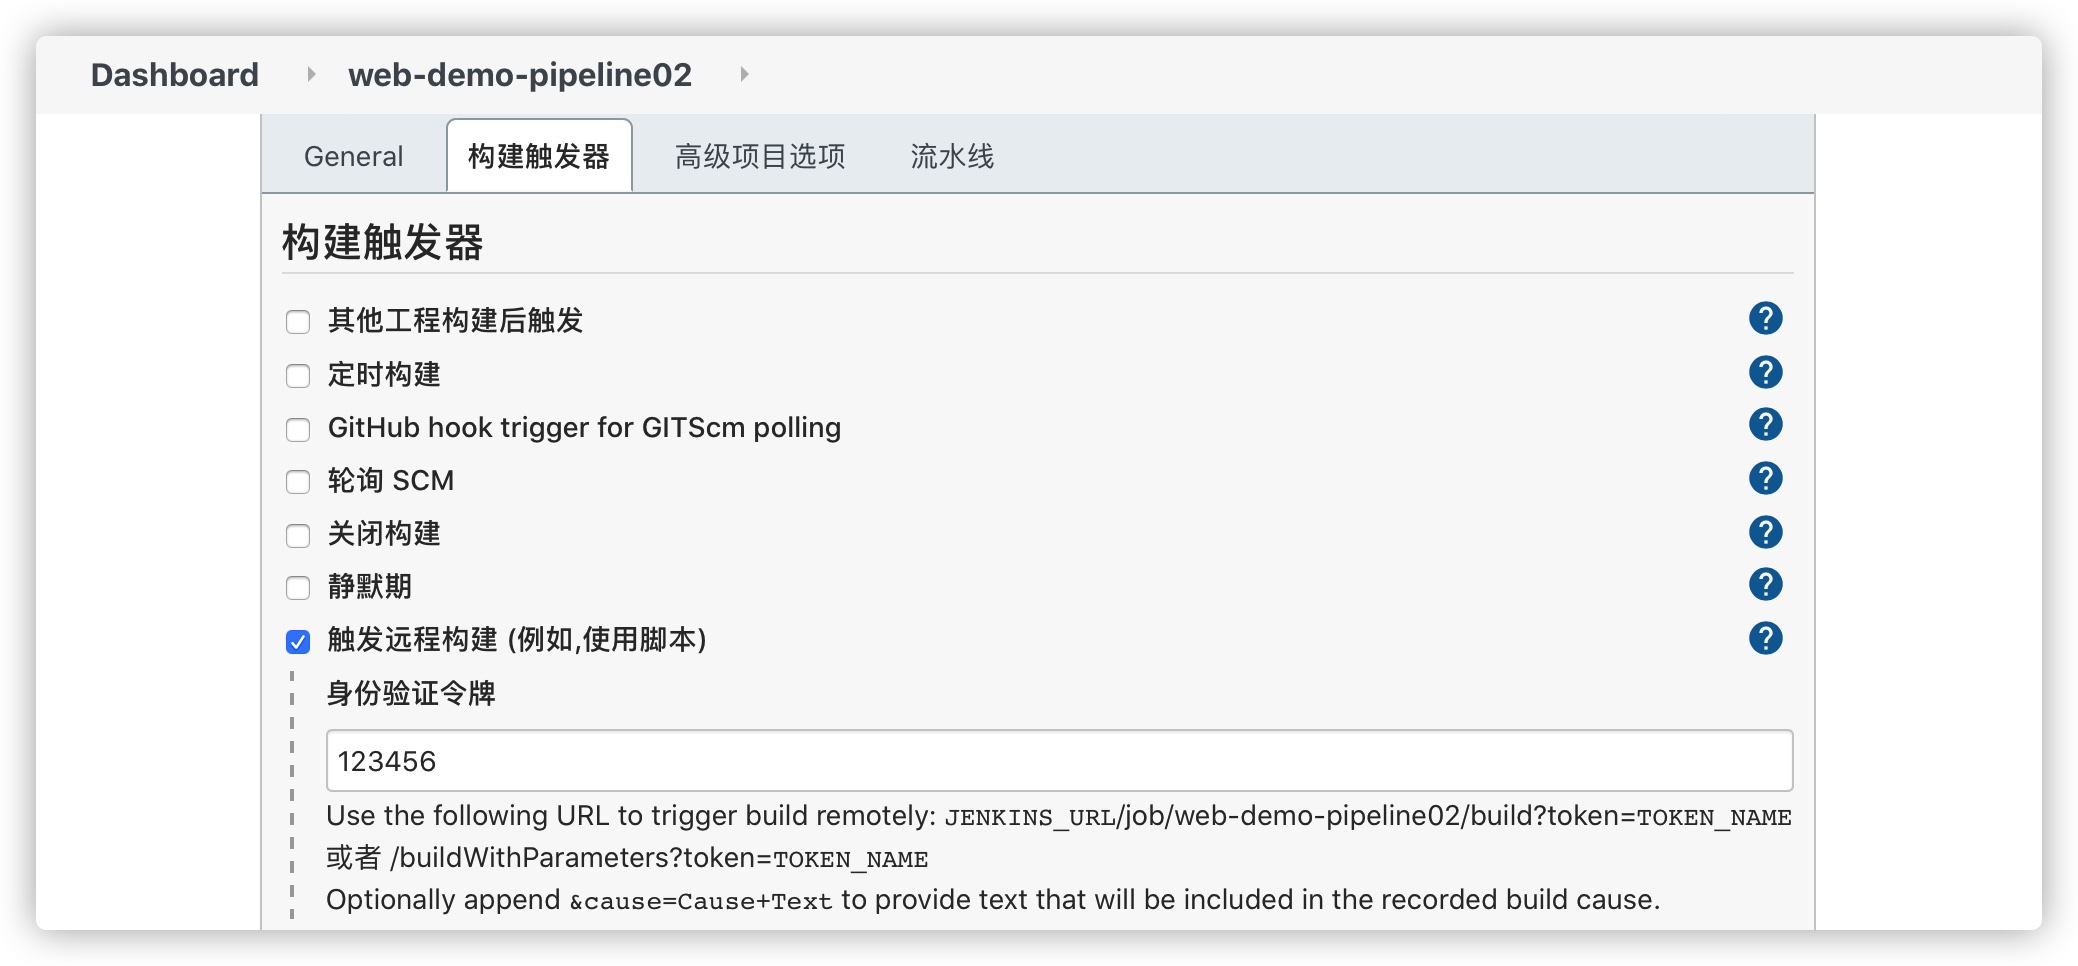 Dashboard web-demo-pipeline02
General 构建触发器 高级项目选项 流水线
构建触发器
其他工程构建后触发 ?
定时构建 ?
GitHub hook trigger for GITScm polling ?
轮询 SCM ?
关闭构建 ?
静默期 ?
触发远程构建 (例如,使用脚本) ?
身份验证令牌
123456
Use the following URL to trigger build remotely: JENKINS_URL/job/web-demo-pipeline02/build?token=TOKEN_NAME
或者 /buildWithParameters?token=TOKEN_NAME
Optionally append &cause=Cause+Text to provide text that will be included in the recorded build cause.